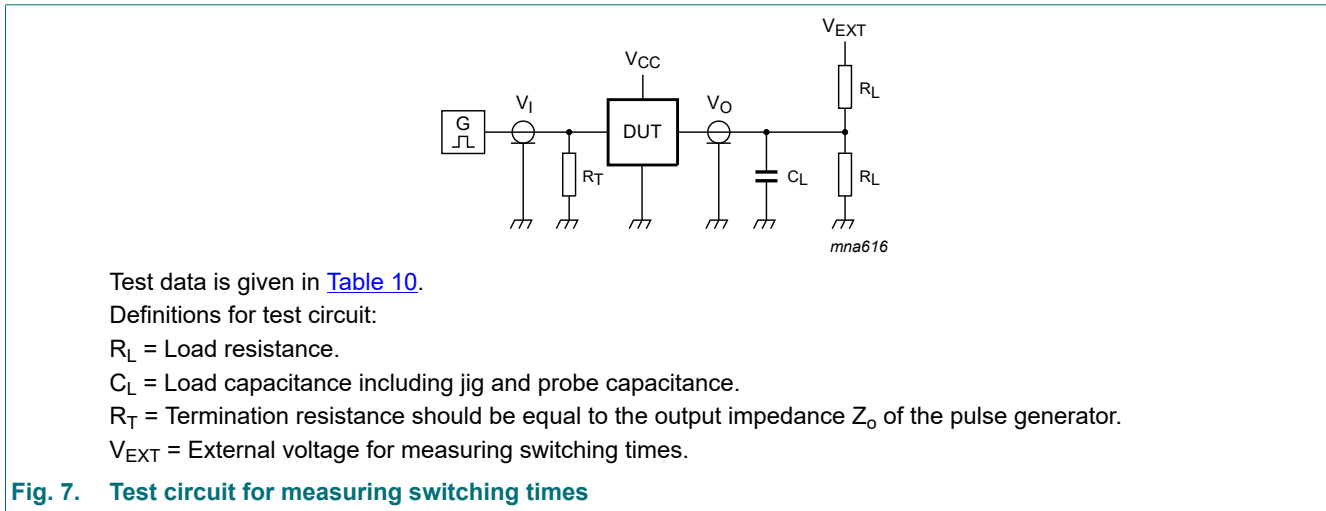 VEXT
VCC
RL
VI
VO
G
DUT
RT
CL
RL
mna616
Test data is given in Table 10.
Definitions for test circuit:
RL = Load resistance.
CL = Load capacitance including jig and probe capacitance.
RT = Termination resistance should be equal to the output impedance Zo of the pulse generator.
VEXT = External voltage for measuring switching times.
Fig. 7. Test circuit for measuring switching times